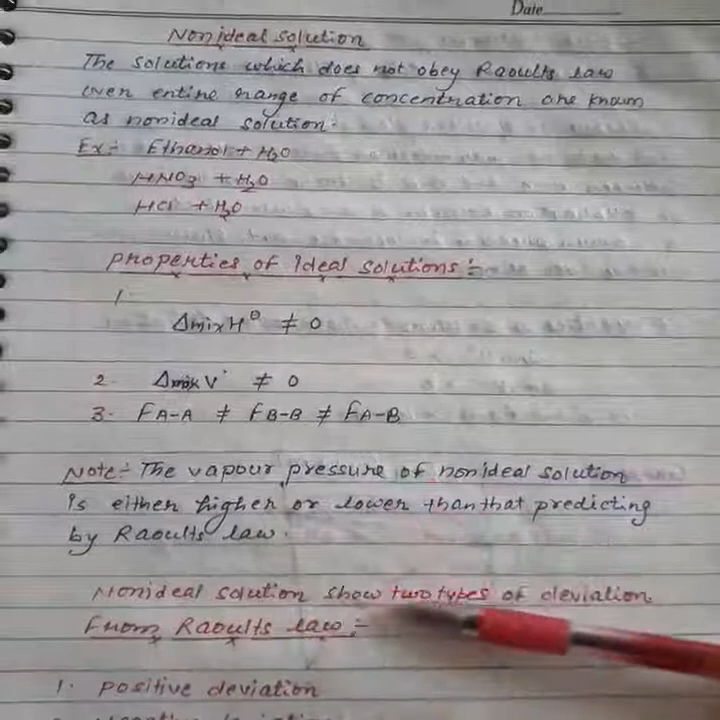 Date
Nonideal solution
The solutions which does not obey Raoults law
over entire range of concentration are known
as nonideal solution.
Ex:- Ethanol + H₂O
HNO₃ + H₂O
HCl + H₂O
Properties of Ideal solutions:-
1.
ΔmixH° ≠ 0
2. ΔmixV ≠ 0
3. FA-A ≠ FB-B ≠ FA-B
Note:- The vapour pressure of nonideal solution
is either higher or lower than that predicting
by Raoults law.
Nonideal solution show two types of deviation
From Raoults law:-
1. positive deviation